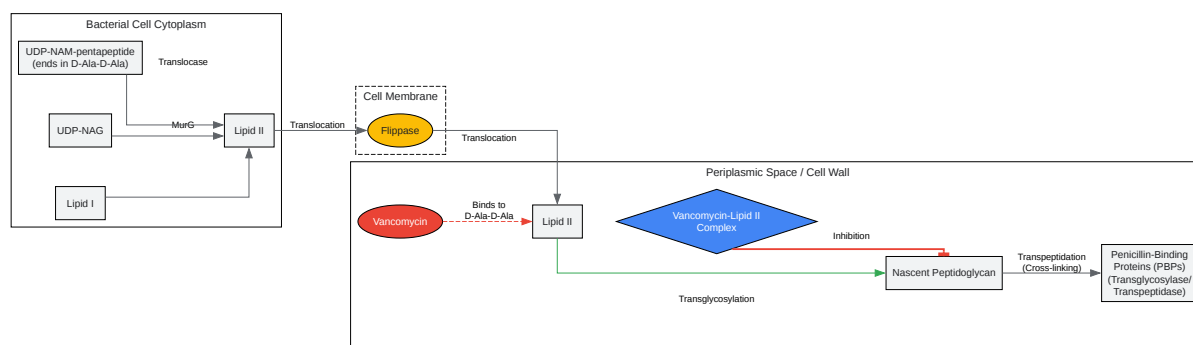 Bacterial Cell Cytoplasm
UDP-NAM-pentapeptide
(ends in D-Ala-D-Ala)
Translocase
UDP-NAG
MurG
Lipid II
Lipid I
Translocation
Cell Membrane
Flippase
Translocation
Periplasmic Space / Cell Wall
Vancomycin
Binds to
D-Ala-D-Ala
Lipid II
Vancomycin-Lipid II
Complex
Inhibition
Transglycosylation
Nascent Peptidoglycan
Transpeptidation
(Cross-linking)
Penicillin-Binding
Proteins (PBPs)
(Transglycosylase/
Transpeptidase)